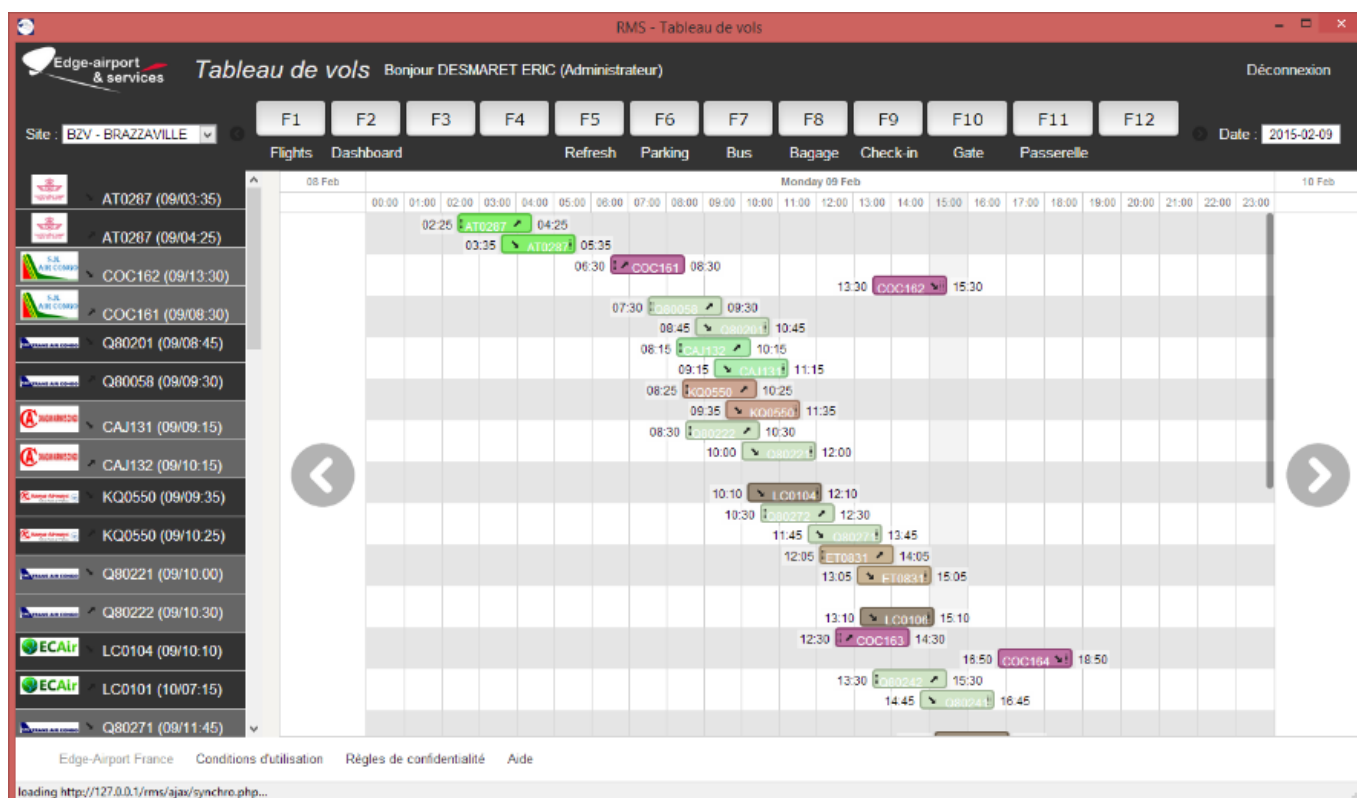 RMS - Tableau de vols
Edge-airport & services
Tableau de vols Bonjour DESMARET ERIC (Administrateur) Déconnexion
Site : BZV - BRAZZAVILLE
F1 F2 F3 F4 F5 F6 F7 F8 F9 F10 F11 F12
Date : 2015-02-09
Flights Dashboard Refresh Parking Bus Bagage Check-in Gate Passerelle
08 Feb Monday 09 Feb 10 Feb
00:00 01:00 02:00 03:00 04:00 05:00 06:00 07:00 08:00 09:00 10:00 11:00 12:00 13:00 14:00 15:00 16:00 17:00 18:00 19:00 20:00 21:00 22:00 23:00
AT0287 (09/03:35)
AT0287 (09/04:25)
COC162 (09/13:30)
COC161 (09/08:30)
Q80201 (09/08:45)
Q80058 (09/09:30)
CAJ131 (09/09:15)
CAJ132 (09/10:15)
KQ0550 (09/09:35)
KQ0550 (09/10:25)
Q80221 (09/10:00)
Q80222 (09/10:30)
ECAir LC0104 (09/10:10)
ECAir LC0101 (10/07:15)
Q80271 (09/11:45)
02:25 AT0287 04:25
03:35 AT0287 05:35
06:30 COC161 08:30
13:30 COC162 15:30
07:30 Q80058 09:30
08:45 Q80201 10:45
08:15 CAJ132 10:15
09:15 CAJ131 11:15
08:25 KQ0550 10:25
09:35 KQ0550 11:35
08:30 Q80222 10:30
10:00 Q80221 12:00
10:10 LC0104 12:10
10:30 Q80272 12:30
11:45 Q80271 13:45
12:05 ET0831 14:05
13:05 ET0831 15:05
13:10 LC0106 15:10
12:30 COC163 14:30
16:50 COC164 18:50
13:30 Q80242 15:30
14:45 Q80241 16:45
Edge-Airport France Conditions d'utilisation Règles de confidentialité Aide
loading http://127.0.0.1/rms/ajax/synchro.php...